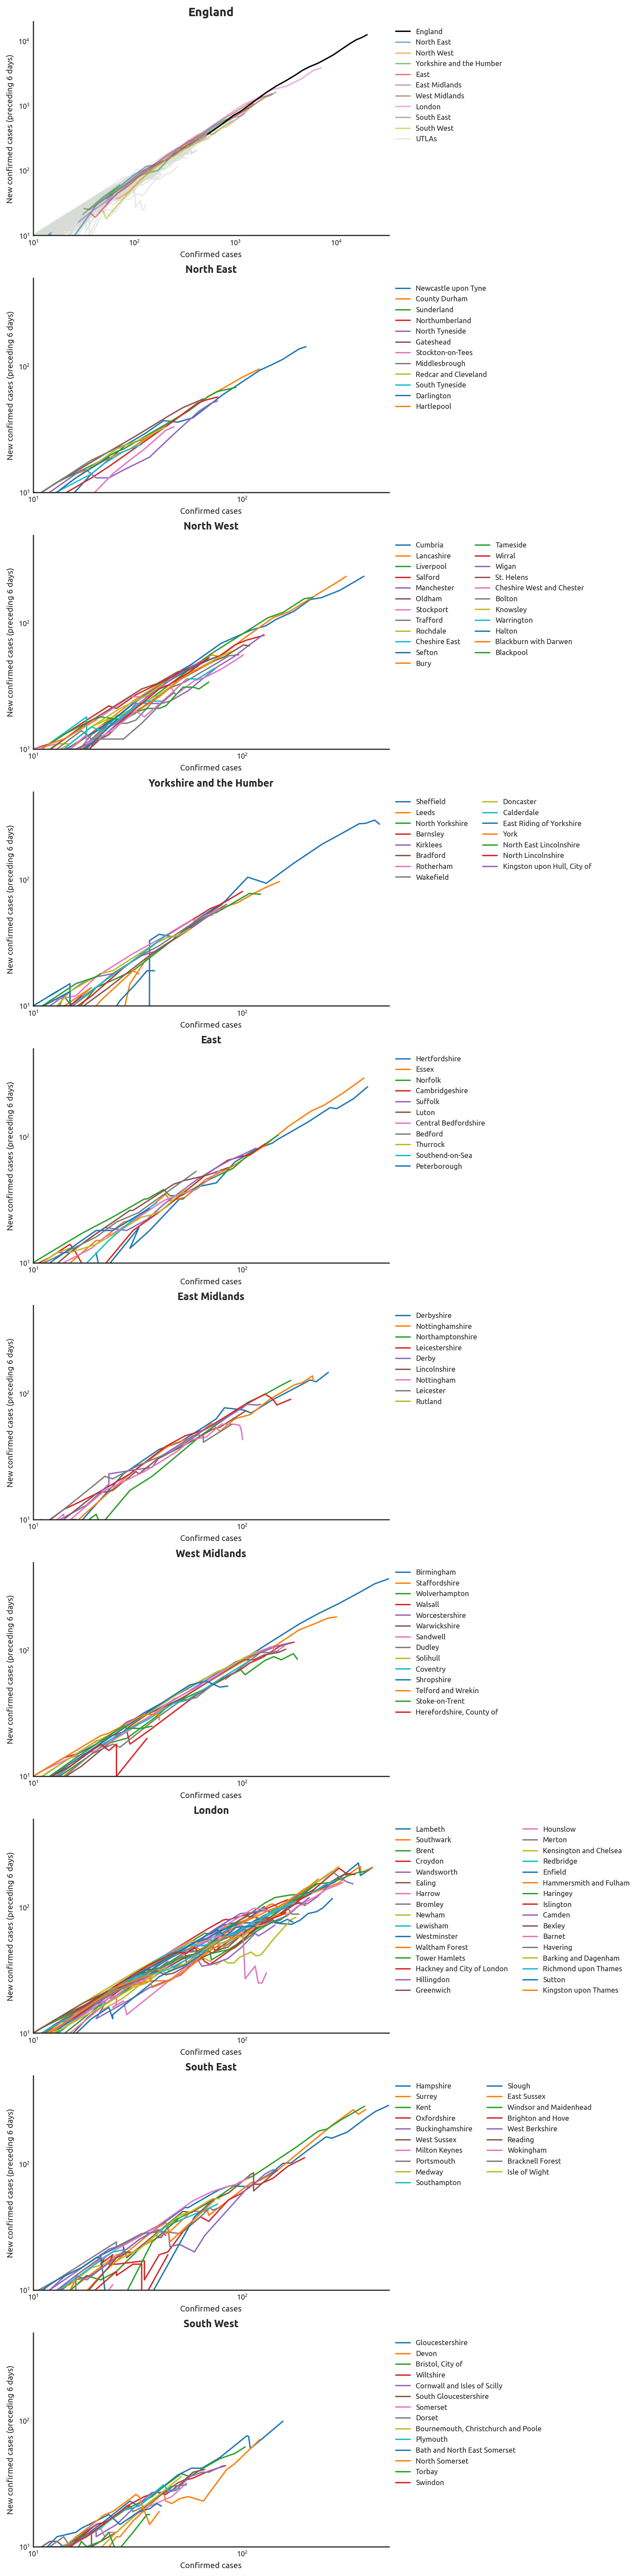 England
New confirmed cases (preceding 6 days)
10⁴
10³
10²
10¹
10¹
10²
10³
10⁴
Confirmed cases
England
North East
North West
Yorkshire and the Humber
East
East Midlands
West Midlands
London
South East
South West
UTLAs
North East
New confirmed cases (preceding 6 days)
10²
10¹
10¹
10²
Confirmed cases
Newcastle upon Tyne
County Durham
Sunderland
Northumberland
North Tyneside
Gateshead
Stockton-on-Tees
Middlesbrough
Redcar and Cleveland
South Tyneside
Darlington
Hartlepool
North West
New confirmed cases (preceding 6 days)
10²
10¹
10¹
10²
Confirmed cases
Cumbria
Lancashire
Liverpool
Salford
Manchester
Oldham
Stockport
Trafford
Rochdale
Cheshire East
Sefton
Bury
Tameside
Wirral
Wigan
St. Helens
Cheshire West and Chester
Bolton
Knowsley
Warrington
Halton
Blackburn with Darwen
Blackpool
Yorkshire and the Humber
New confirmed cases (preceding 6 days)
10²
10¹
10¹
10²
Confirmed cases
Sheffield
Leeds
North Yorkshire
Barnsley
Kirklees
Bradford
Rotherham
Wakefield
Doncaster
Calderdale
East Riding of Yorkshire
York
North East Lincolnshire
North Lincolnshire
Kingston upon Hull, City of
East
New confirmed cases (preceding 6 days)
10²
10¹
10¹
10²
Confirmed cases
Hertfordshire
Essex
Norfolk
Cambridgeshire
Suffolk
Luton
Central Bedfordshire
Bedford
Thurrock
Southend-on-Sea
Peterborough
East Midlands
New confirmed cases (preceding 6 days)
10²
10¹
10¹
10²
Confirmed cases
Derbyshire
Nottinghamshire
Northamptonshire
Leicestershire
Derby
Lincolnshire
Nottingham
Leicester
Rutland
West Midlands
New confirmed cases (preceding 6 days)
10²
10¹
10¹
10²
Confirmed cases
Birmingham
Staffordshire
Wolverhampton
Walsall
Worcestershire
Warwickshire
Sandwell
Dudley
Solihull
Coventry
Shropshire
Telford and Wrekin
Stoke-on-Trent
Herefordshire, County of
London
New confirmed cases (preceding 6 days)
10²
10¹
10¹
10²
Confirmed cases
Lambeth
Southwark
Brent
Croydon
Wandsworth
Ealing
Harrow
Bromley
Newham
Lewisham
Westminster
Waltham Forest
Tower Hamlets
Hackney and City of London
Hillingdon
Greenwich
Hounslow
Merton
Kensington and Chelsea
Redbridge
Enfield
Hammersmith and Fulham
Haringey
Islington
Camden
Bexley
Barnet
Havering
Barking and Dagenham
Richmond upon Thames
Sutton
Kingston upon Thames
South East
New confirmed cases (preceding 6 days)
10²
10¹
10¹
10²
Confirmed cases
Hampshire
Surrey
Kent
Oxfordshire
Buckinghamshire
West Sussex
Milton Keynes
Portsmouth
Medway
Southampton
Slough
East Sussex
Windsor and Maidenhead
Brighton and Hove
West Berkshire
Reading
Wokingham
Bracknell Forest
Isle of Wight
South West
New confirmed cases (preceding 6 days)
10²
10¹
10¹
10²
Confirmed cases
Gloucestershire
Devon
Bristol, City of
Wiltshire
Cornwall and Isles of Scilly
South Gloucestershire
Somerset
Dorset
Bournemouth, Christchurch and Poole
Plymouth
Bath and North East Somerset
North Somerset
Torbay
Swindon